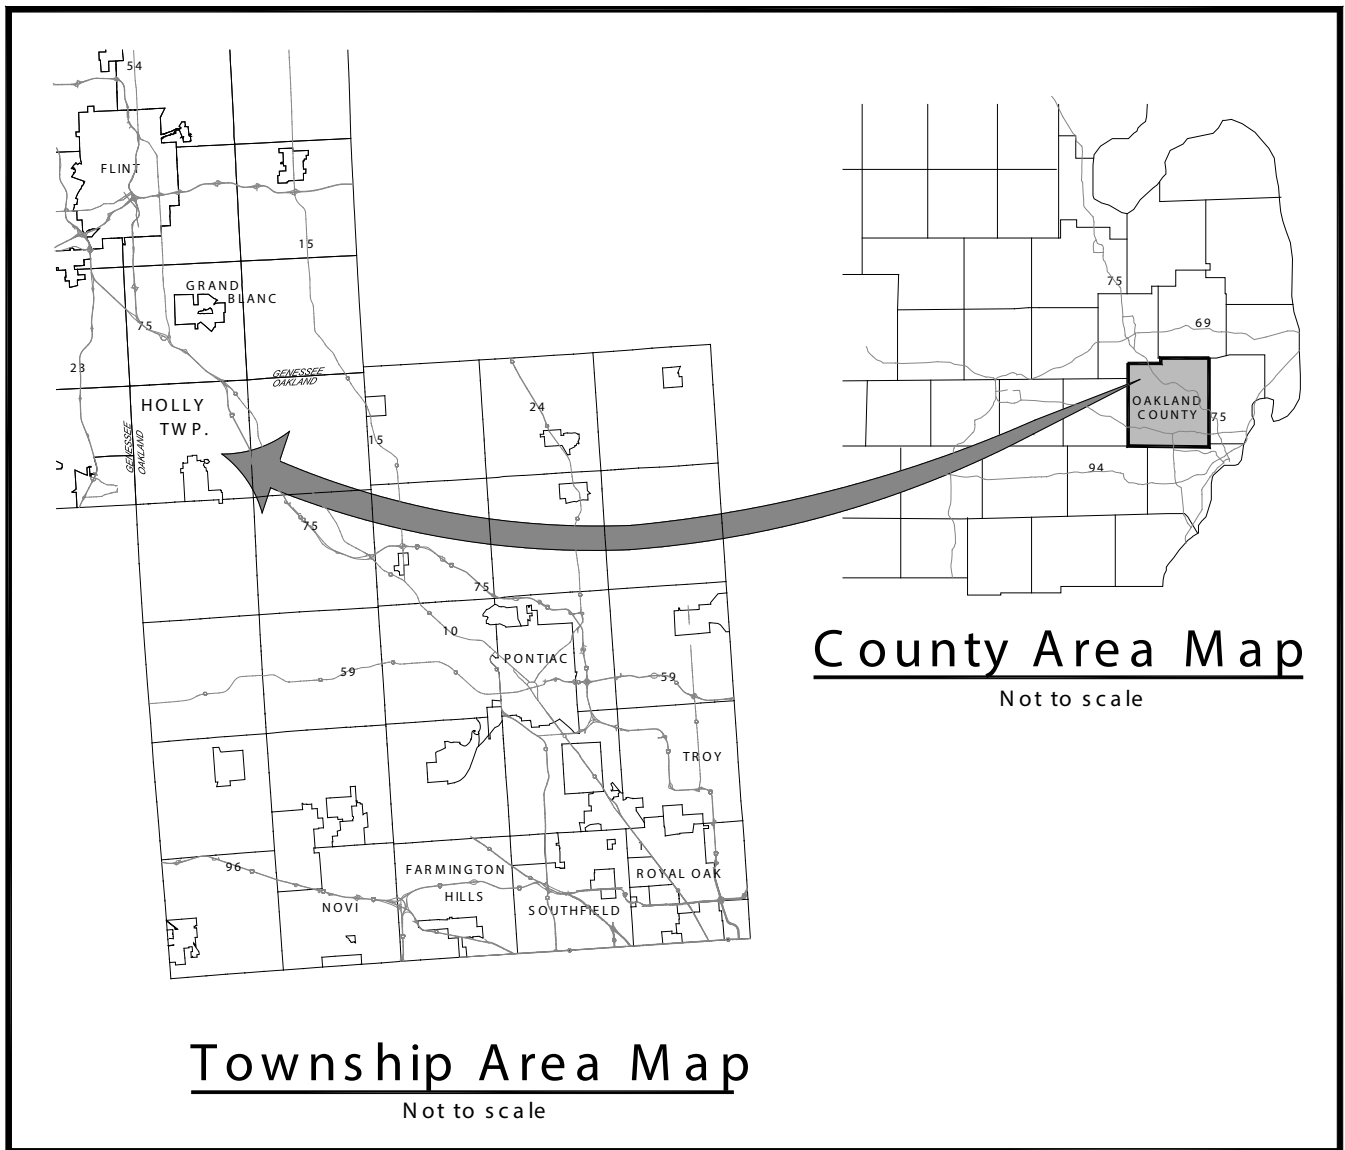 54
FLINT
15
GRAND
BLANC
75
23
GENESSEE
OAKLAND
HOLLY
TWP.
GENESSEE
OAKLAND
15
24
75
75
10
PONTIAC
59
59
TROY
96
FARMINGTON
HILLS
NOVI
SOUTHFIELD
1
ROYAL OAK
75
69
OAKLAND
COUNTY
75
94
County Area Map
Not to scale
Township Area Map
Not to scale